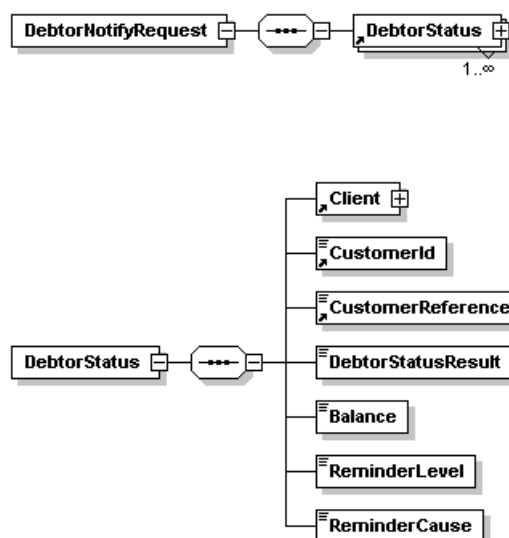 DebtorNotifyRequest
DebtorStatus
1..∞
Client
CustomerId
CustomerReference
DebtorStatus
DebtorStatusResult
Balance
ReminderLevel
ReminderCause